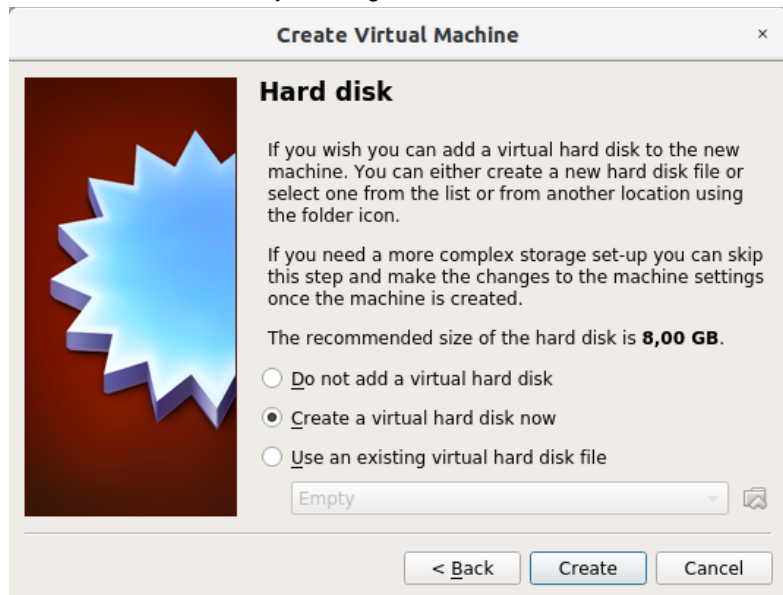 Create Virtual Machine
×
Hard disk
If you wish you can add a virtual hard disk to the new
machine. You can either create a new hard disk file or
select one from the list or from another location using
the folder icon.
If you need a more complex storage set-up you can skip
this step and make the changes to the machine settings
once the machine is created.
The recommended size of the hard disk is 8,00 GB.
Do not add a virtual hard disk
Create a virtual hard disk now
Use an existing virtual hard disk file
Empty
< Back Create Cancel